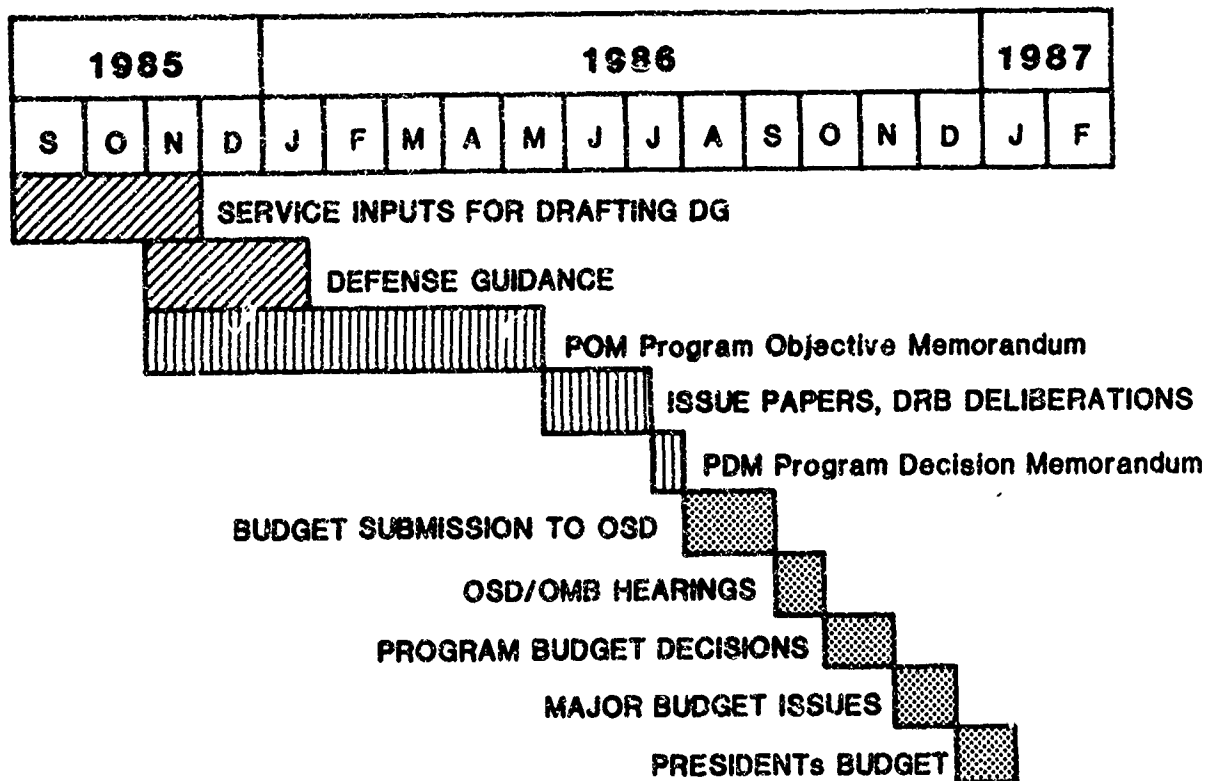 1985 1986 1987
S O N D J F M A M J J A S O N D J F
SERVICE INPUTS FOR DRAFTING DG
DEFENSE GUIDANCE
POM Program Objective Memorandum
ISSUE PAPERS, DRB DELIBERATIONS
PDM Program Decision Memorandum
BUDGET SUBMISSION TO OSD
OSD/OMB HEARINGS
PROGRAM BUDGET DECISIONS
MAJOR BUDGET ISSUES
PRESIDENTs BUDGET